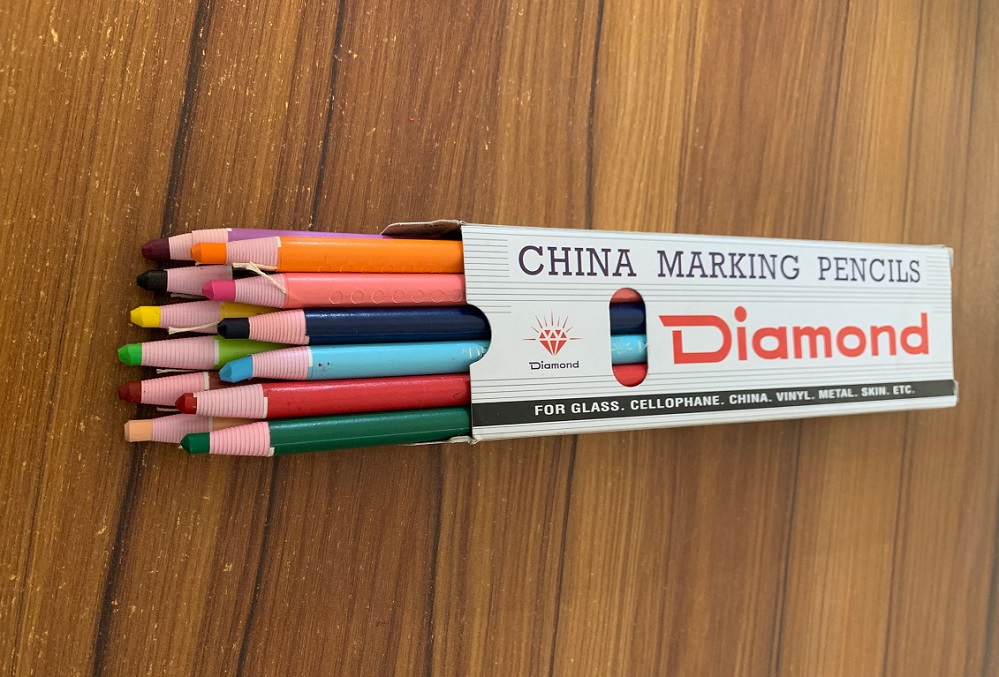 CHINA MARKING PENCILS
Diamond
Diamond
FOR GLASS. CELLOPHANE. CHINA. VINYL. METAL. SKIN. ETC.